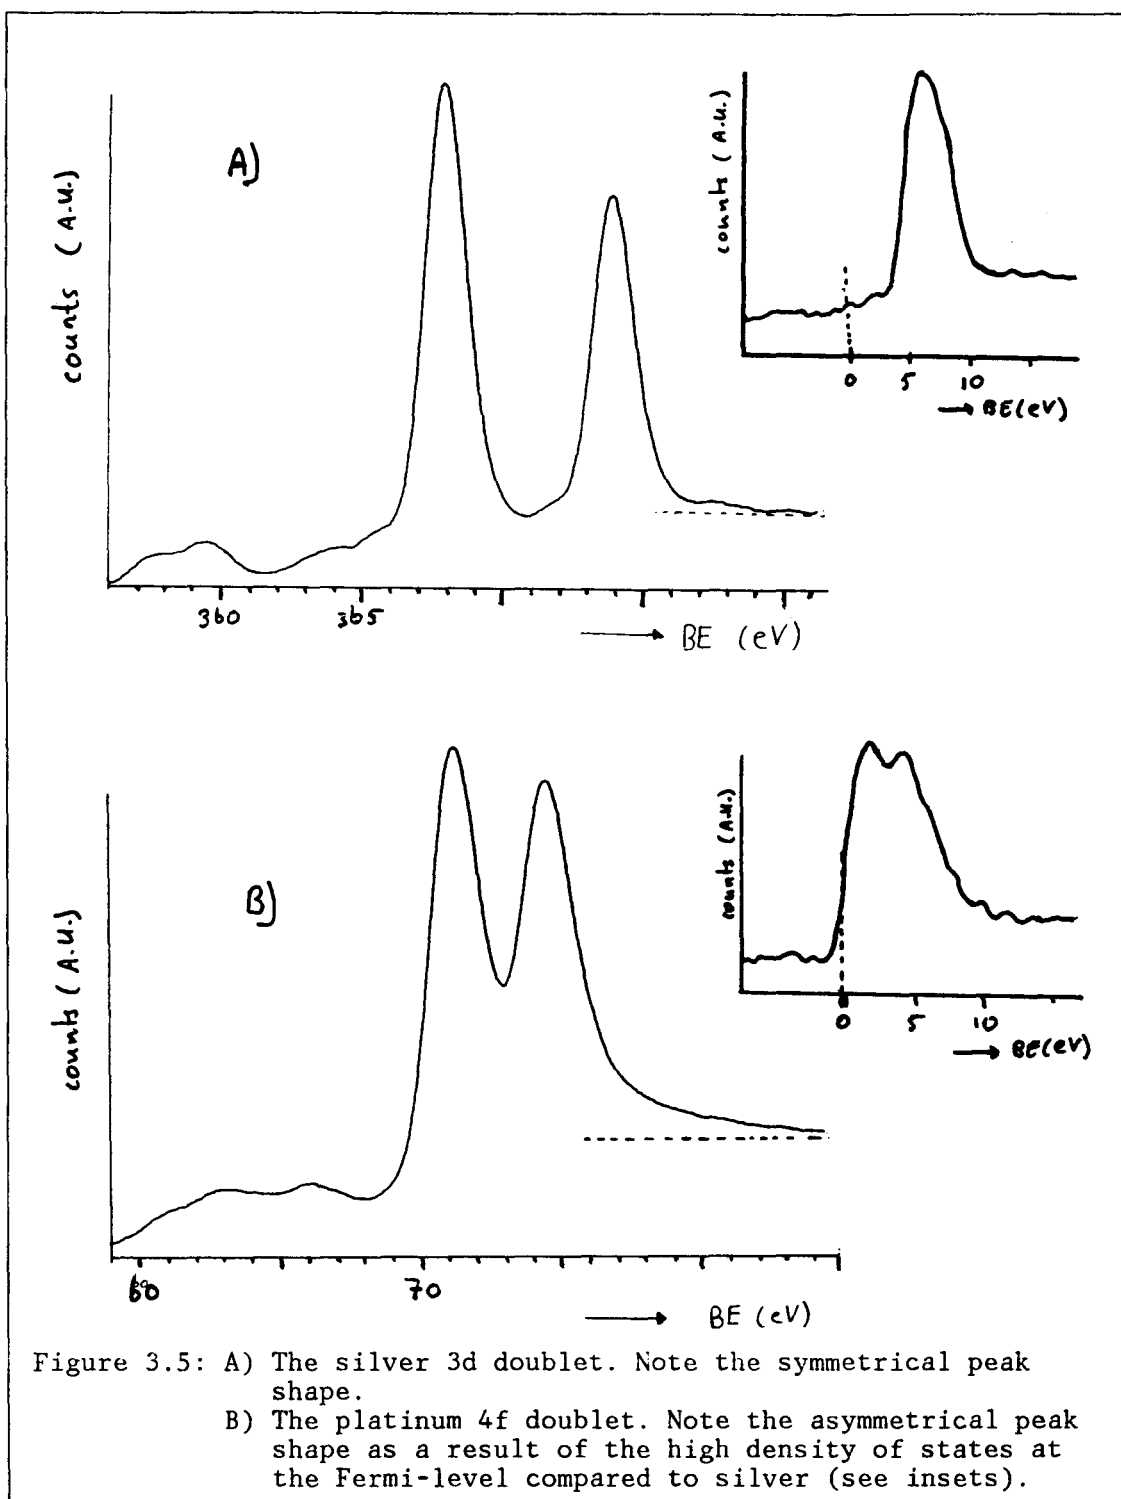 A)
counts (A.U.)
360 365
BE (eV)
counts (A.U.)
0 5 10
BE(eV)
B)
counts (A.U.)
60 70
BE (eV)
counts (A.U.)
0 5 10
BE(eV)
Figure 3.5: A) The silver 3d doublet. Note the symmetrical peak
shape.
B) The platinum 4f doublet. Note the asymmetrical peak
shape as a result of the high density of states at
the Fermi-level compared to silver (see insets).